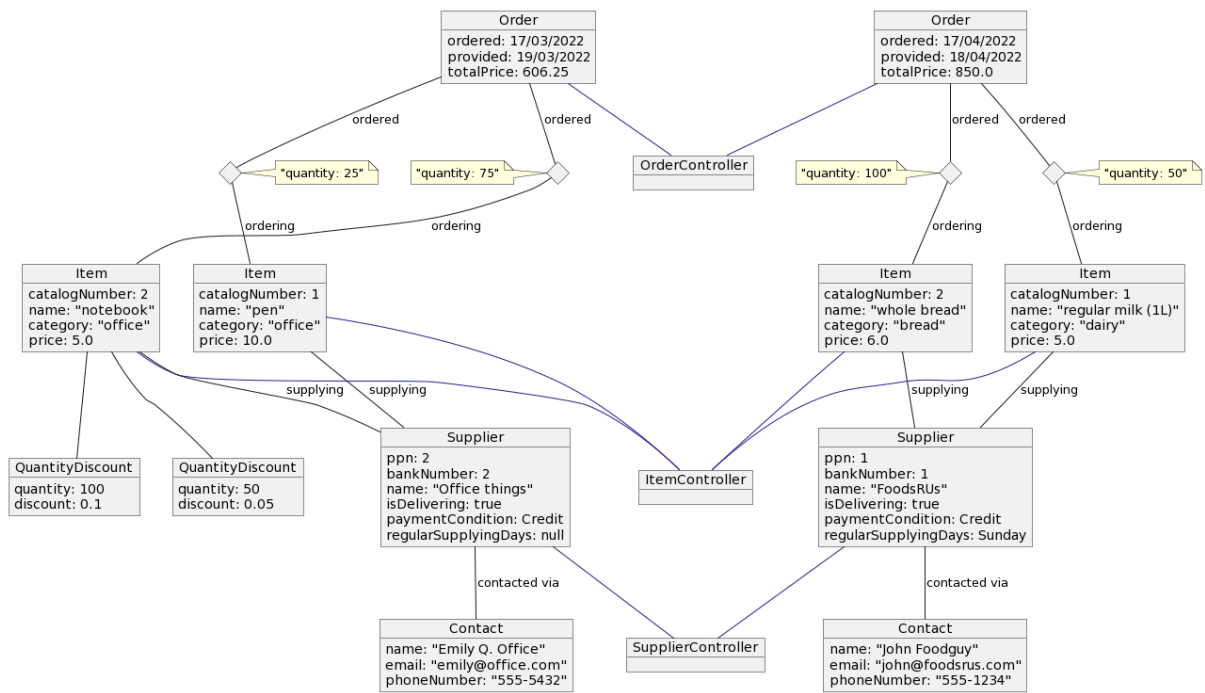 Order
ordered: 17/03/2022
provided: 19/03/2022
totalPrice: 606.25
Order
ordered: 17/04/2022
provided: 18/04/2022
totalPrice: 850.0
ordered
ordered
ordered
ordered
"quantity: 25"
"quantity: 75"
OrderController
"quantity: 100"
"quantity: 50"
ordering
ordering
ordering
ordering
Item
catalogNumber: 2
name: "notebook"
category: "office"
price: 5.0
Item
catalogNumber: 1
name: "pen"
category: "office"
price: 10.0
Item
catalogNumber: 2
name: "whole bread"
category: "bread"
price: 6.0
Item
catalogNumber: 1
name: "regular milk (1L)"
category: "dairy"
price: 5.0
supplying
supplying
supplying
supplying
QuantityDiscount
quantity: 100
discount: 0.1
QuantityDiscount
quantity: 50
discount: 0.05
Supplier
ppn: 2
bankNumber: 2
name: "Office things"
isDelivering: true
paymentCondition: Credit
regularSupplyingDays: null
ItemController
Supplier
ppn: 1
bankNumber: 1
name: "FoodsRUs"
isDelivering: true
paymentCondition: Credit
regularSupplyingDays: Sunday
contacted via
contacted via
Contact
name: "Emily Q. Office"
email: "emily@office.com"
phoneNumber: "555-5432"
SupplierController
Contact
name: "John Foodguy"
email: "john@foodsrus.com"
phoneNumber: "555-1234"